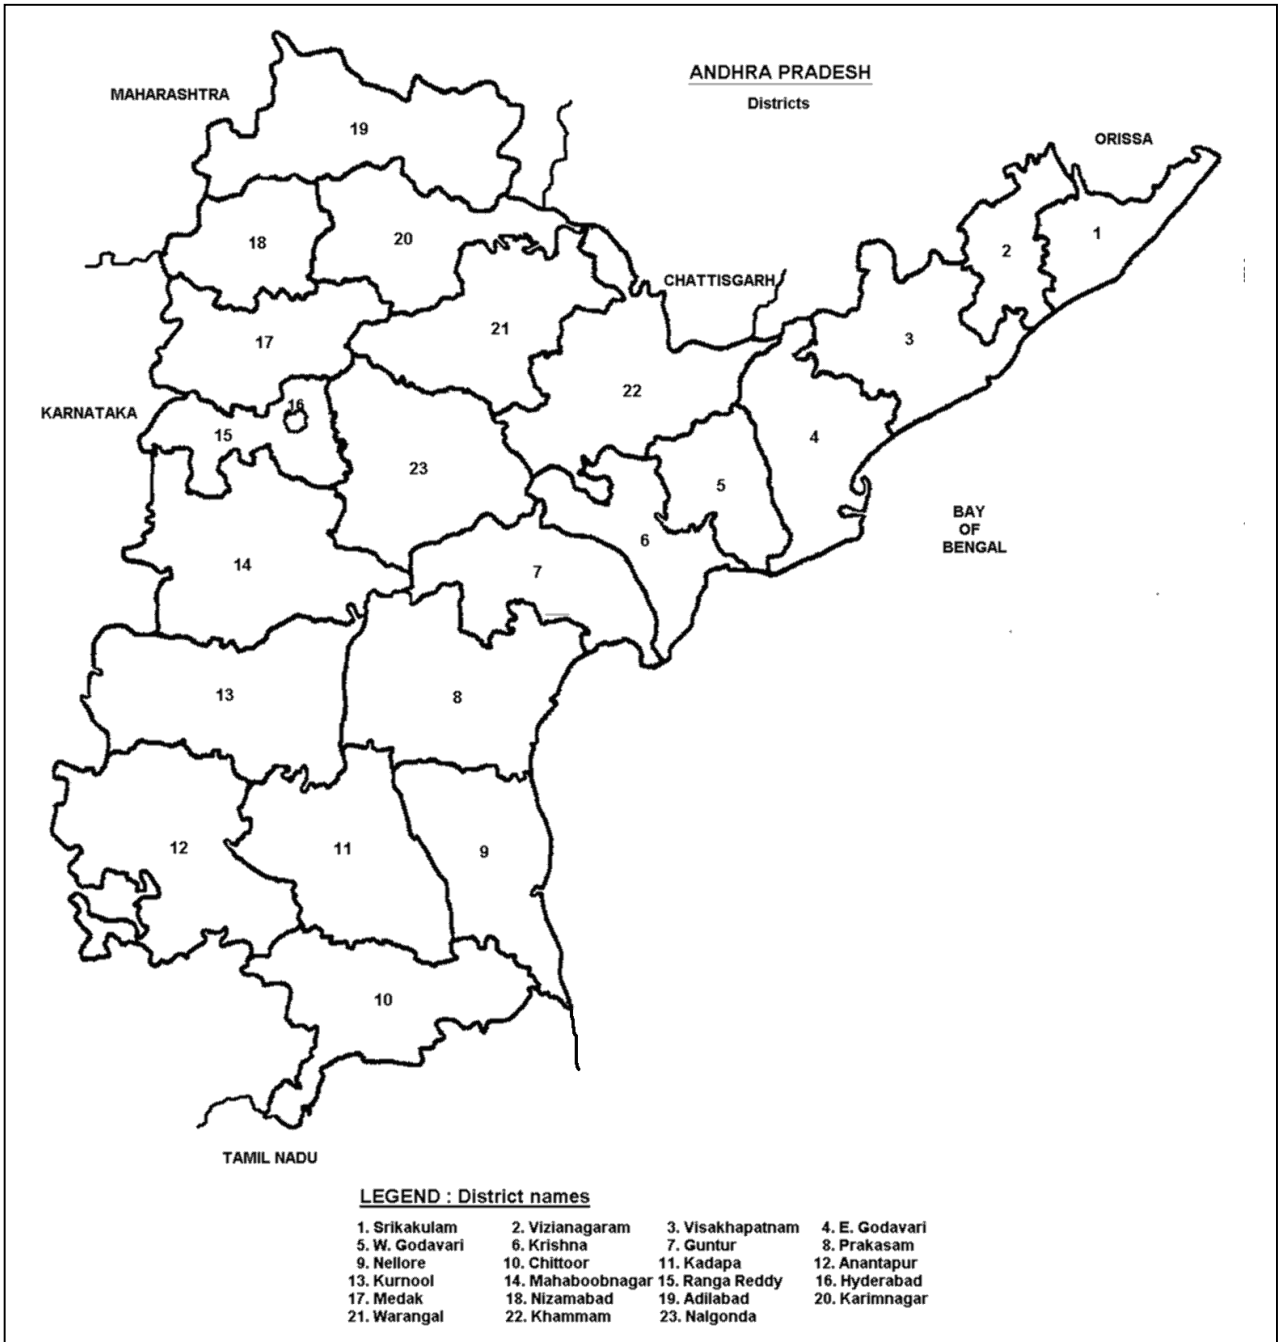 ANDHRA PRADESH
Districts
MAHARASHTRA
ORISSA
19
1
2
18
20
CHATTISGARH
21
3
17
22
16
KARNATAKA
15
4
23
5
BAY
OF
BENGAL
6
14
7
13
8
12
11
9
10
TAMIL NADU
LEGEND : District names
1. Srikakulam 2. Vizianagaram 3. Visakhapatnam 4. E. Godavari
5. W. Godavari 6. Krishna 7. Guntur 8. Prakasam
9. Nellore 10. Chittoor 11. Kadapa 12. Anantapur
13. Kurnool 14. Mahaboobnagar 15. Ranga Reddy 16. Hyderabad
17. Medak 18. Nizamabad 19. Adilabad 20. Karimnagar
21. Warangal 22. Khammam 23. Nalgonda